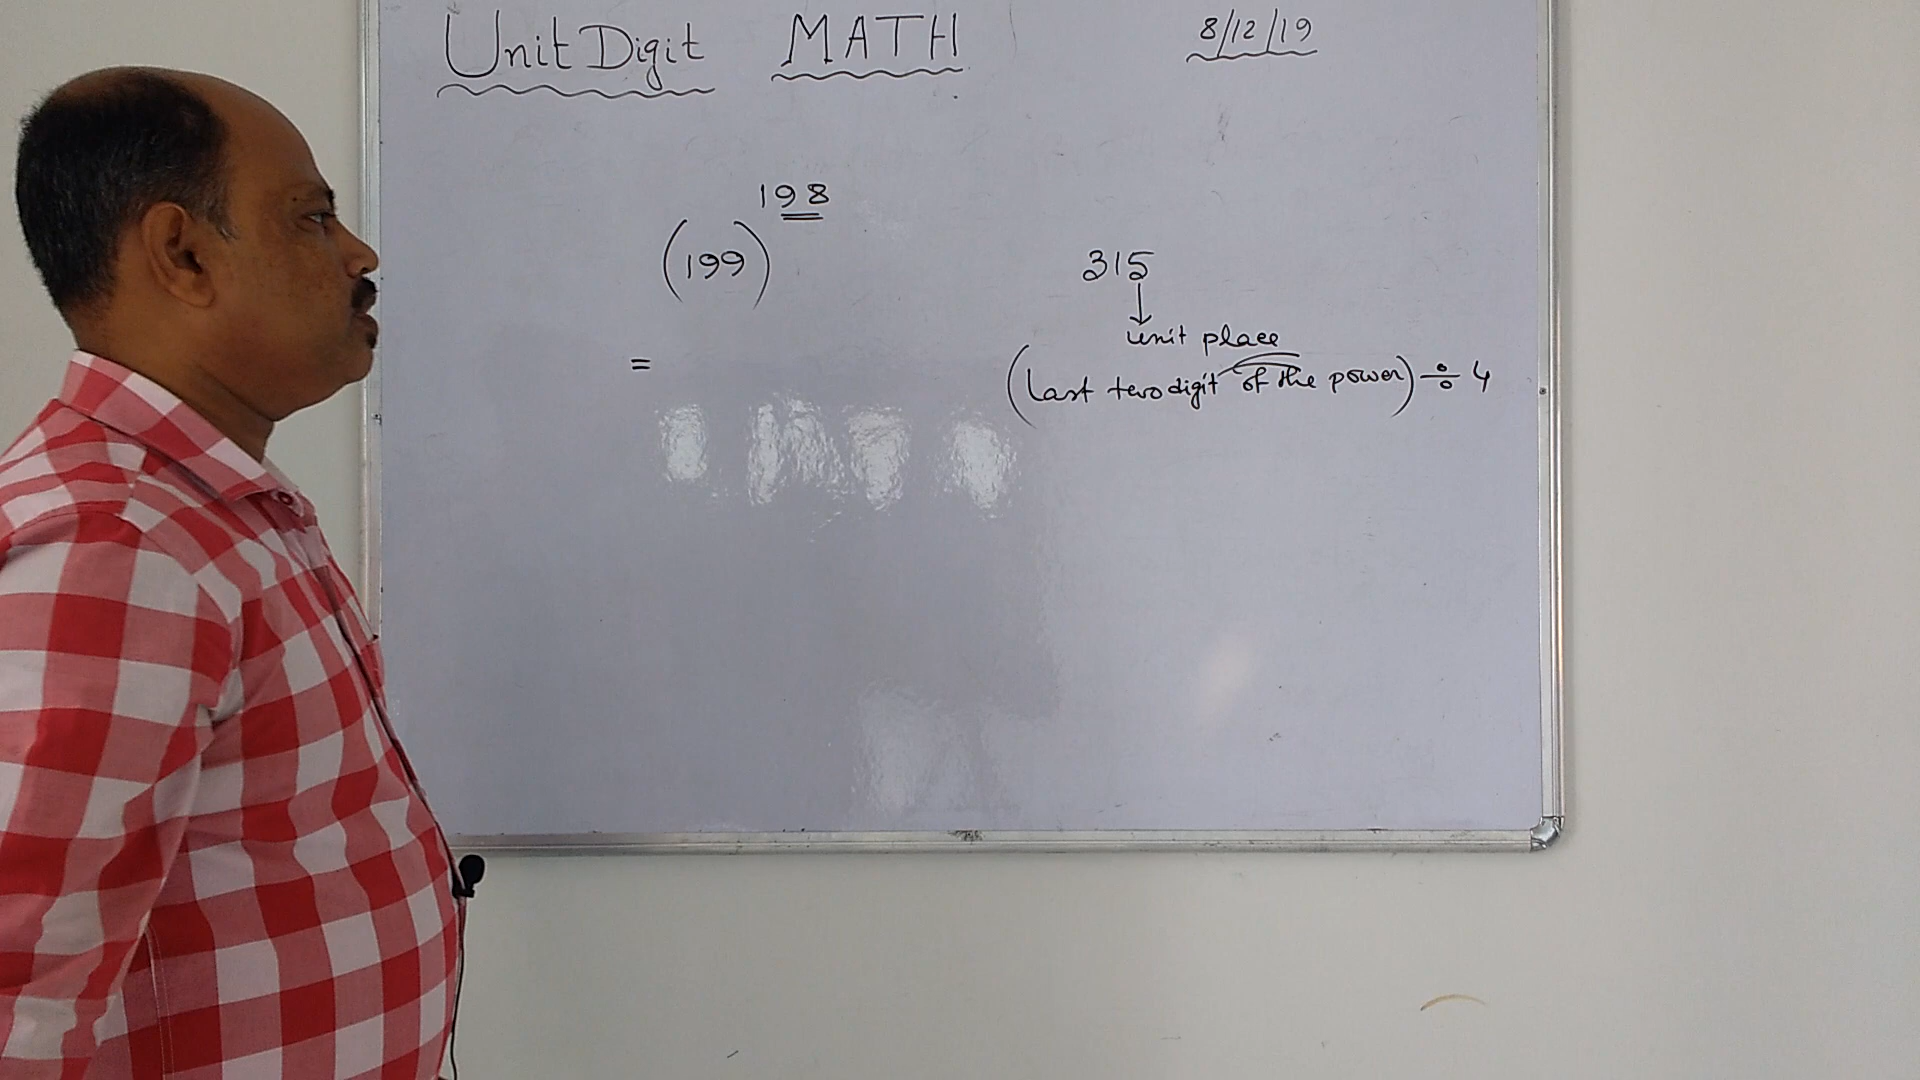 Unit Digit MATH 8/12/19
(199)^198
315
unit place
=
(last two digit of the power) ÷ 4